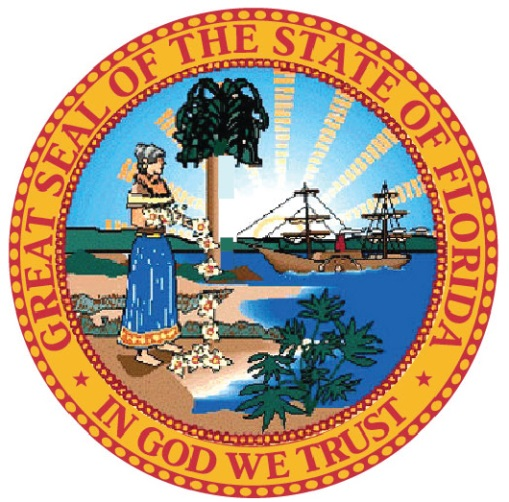 GREAT SEAL OF THE STATE OF FLORIDA
IN GOD WE TRUST